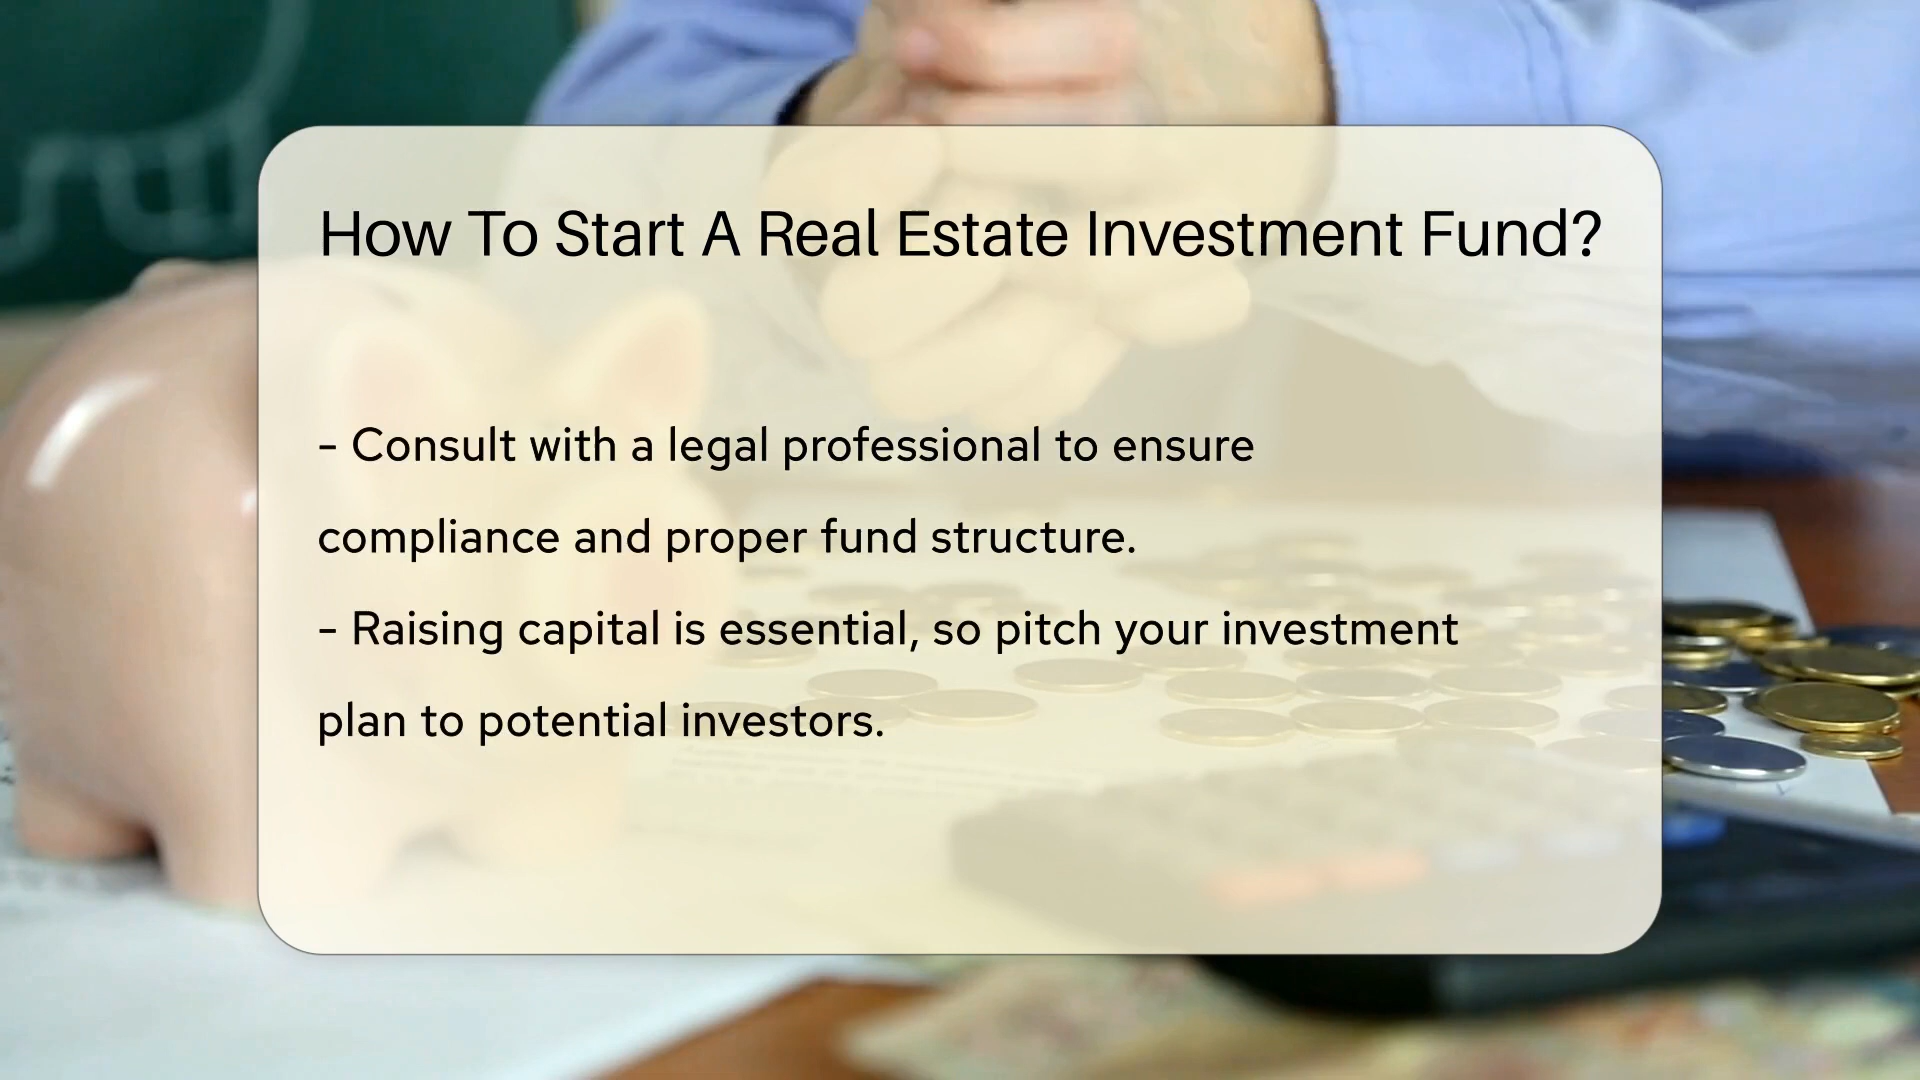 How To Start A Real Estate Investment Fund?
- Consult with a legal professional to ensure
compliance and proper fund structure.
- Raising capital is essential, so pitch your investment
plan to potential investors.